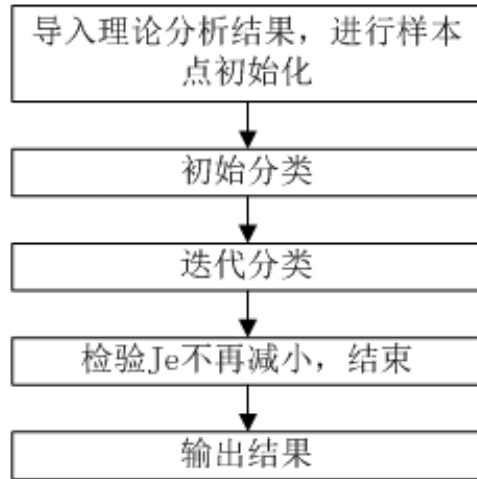 导入理论分析结果，进行样本
点初始化
初始分类
迭代分类
检验Je不再减小，结束
输出结果